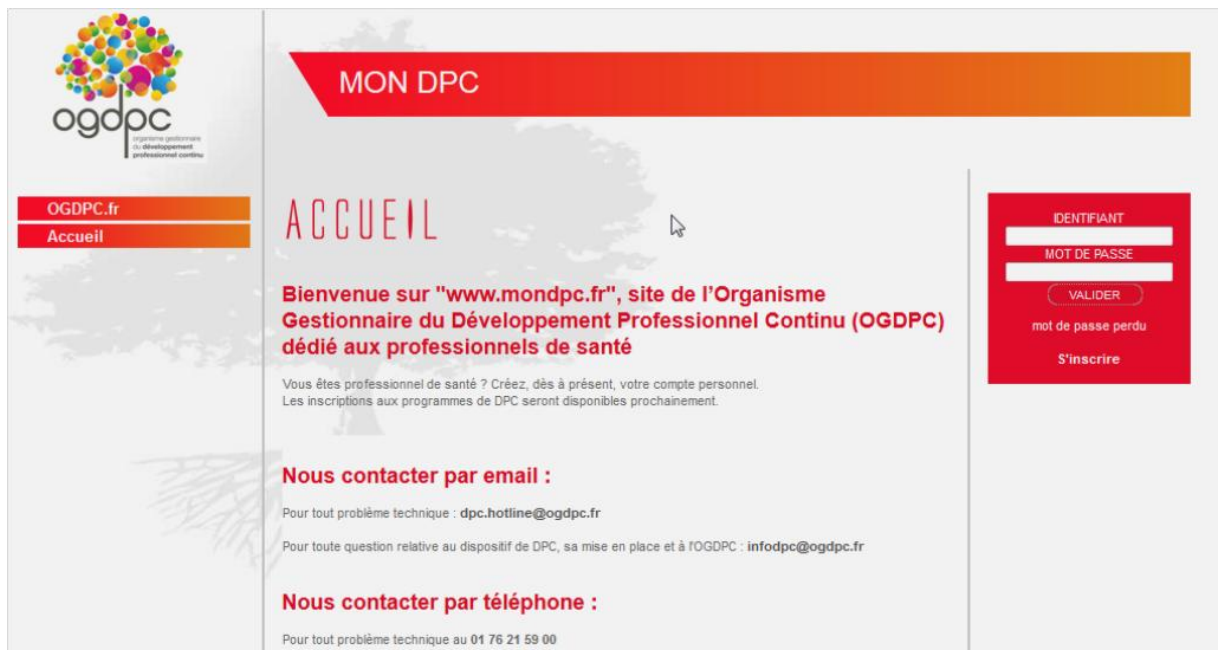 ogdpc
organisme gestionnaire
du développement
professionnel continu
MON DPC
OGDPC.fr
Accueil
ACCUEIL
Bienvenue sur "www.mondpc.fr", site de l’Organisme
Gestionnaire du Développement Professionnel Continu (OGDPC)
dédié aux professionnels de santé
Vous êtes professionnel de santé ? Créez, dès à présent, votre compte personnel.
Les inscriptions aux programmes de DPC seront disponibles prochainement.
Nous contacter par email :
Pour tout problème technique : dpc.hotline@ogdpc.fr
Pour toute question relative au dispositif de DPC, sa mise en place et à l'OGDPC : infodpc@ogdpc.fr
Nous contacter par téléphone :
Pour tout problème technique au 01 76 21 59 00
IDENTIFIANT
MOT DE PASSE
VALIDER
mot de passe perdu
S'inscrire